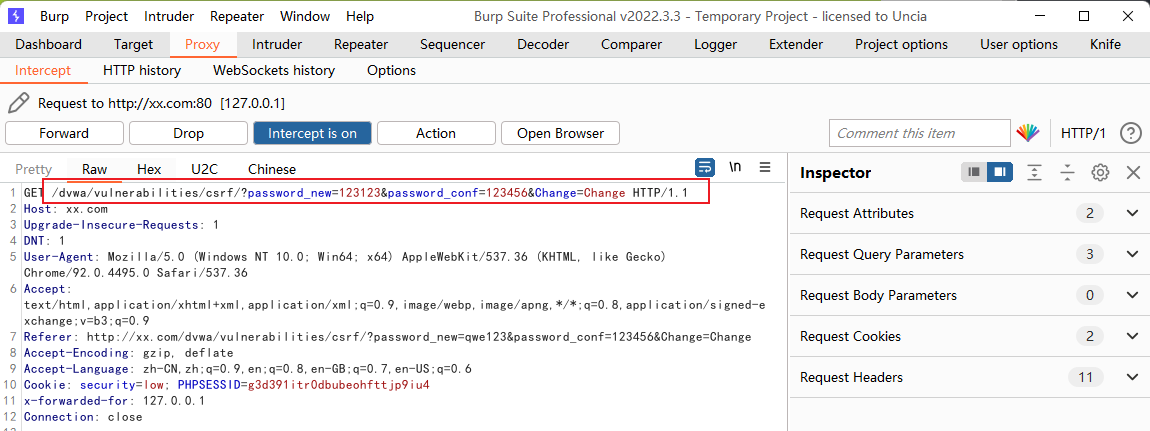 Burp Project Intruder Repeater Window Help Burp Suite Professional v2022.3.3 - Temporary Project - licensed to Uncia
Dashboard Target Proxy Intruder Repeater Sequencer Decoder Comparer Logger Extender Project options User options Knife
Intercept HTTP history WebSockets history Options
Request to http://xx.com:80 [127.0.0.1]
Forward Drop Intercept is on Action Open Browser Comment this item HTTP/1 ?
Pretty Raw Hex U2C Chinese \n
Inspector
1 GET /dvwa/vulnerabilities/csrf/?password_new=123123&password_conf=123456&Change=Change HTTP/1.1
2 Host: xx.com
3 Upgrade-Insecure-Requests: 1
4 DNT: 1
5 User-Agent: Mozilla/5.0 (Windows NT 10.0; Win64; x64) AppleWebKit/537.36 (KHTML, like Gecko)
Chrome/92.0.4495.0 Safari/537.36
6 Accept:
text/html,application/xhtml+xml,application/xml;q=0.9,image/webp,image/apng,*/*;q=0.8,application/signed-e
xchange;v=b3;q=0.9
7 Referer: http://xx.com/dvwa/vulnerabilities/csrf/?password_new=qwe123&password_conf=123456&Change=Change
8 Accept-Encoding: gzip, deflate
9 Accept-Language: zh-CN,zh;q=0.9,en;q=0.8,en-GB;q=0.7,en-US;q=0.6
10 Cookie: security=low; PHPSESSID=g3d391itr0dbubeohfttjp9iu4
11 x-forwarded-for: 127.0.0.1
12 Connection: close
Request Attributes 2
Request Query Parameters 3
Request Body Parameters 0
Request Cookies 2
Request Headers 11